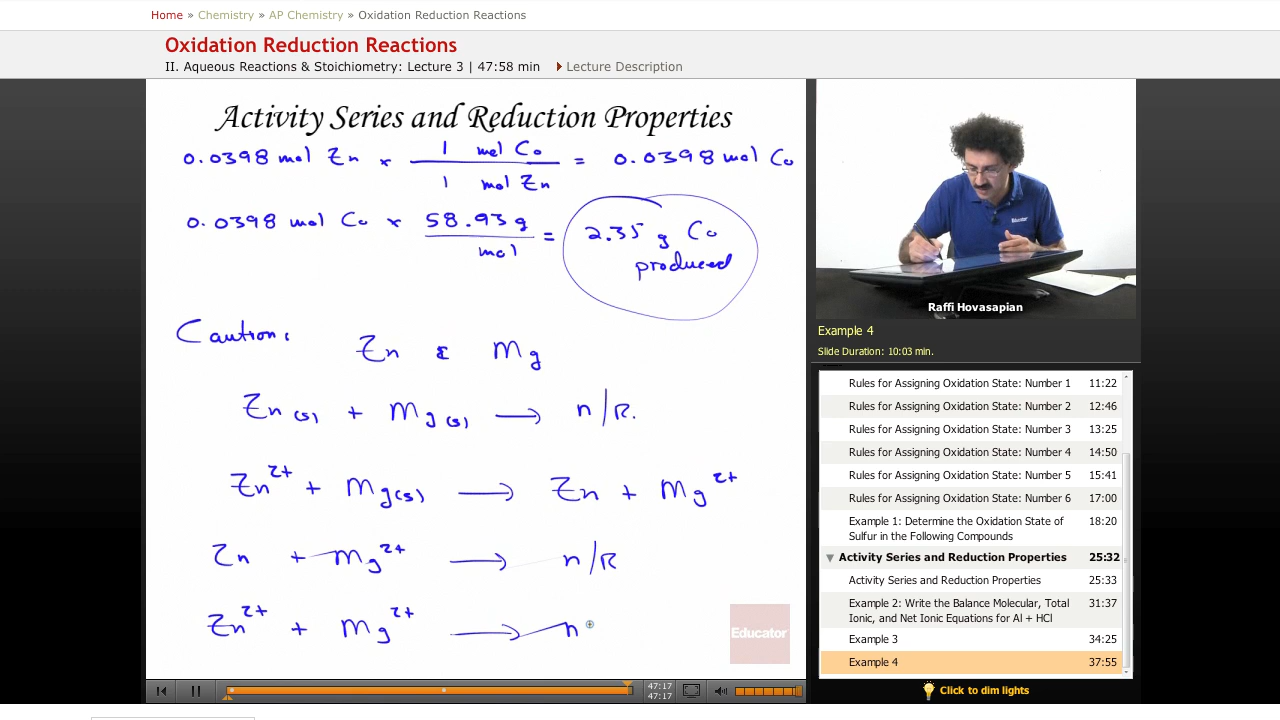 Home » Chemistry » AP Chemistry » Oxidation Reduction Reactions
Oxidation Reduction Reactions
II. Aqueous Reactions & Stoichiometry: Lecture 3 | 47:58 min Lecture Description
Activity Series and Reduction Properties
0.0398 mol Zn × 1 mol Co / 1 mol Zn = 0.0398 mol Co
0.0398 mol Co × 58.93 g / mol = 2.35 g Co
produced
Caution:
Zn & Mg
Zn(s) + Mg(s) → n/R.
Zn²⁺ + Mg(s) → Zn + Mg²⁺
Zn + Mg²⁺ → n/R
Zn²⁺ + Mg²⁺ → n
Educator
47:17
47:17
Educator
Raffi Hovasapian
Example 4
Slide Duration: 10:03 min.
Rules for Assigning Oxidation State: Number 1 11:22
Rules for Assigning Oxidation State: Number 2 12:46
Rules for Assigning Oxidation State: Number 3 13:25
Rules for Assigning Oxidation State: Number 4 14:50
Rules for Assigning Oxidation State: Number 5 15:41
Rules for Assigning Oxidation State: Number 6 17:00
Example 1: Determine the Oxidation State of 18:20
Sulfur in the Following Compounds
Activity Series and Reduction Properties 25:32
Activity Series and Reduction Properties 25:33
Example 2: Write the Balance Molecular, Total 31:37
Ionic, and Net Ionic Equations for Al + HCl
Example 3 34:25
Example 4 37:55
Click to dim lights